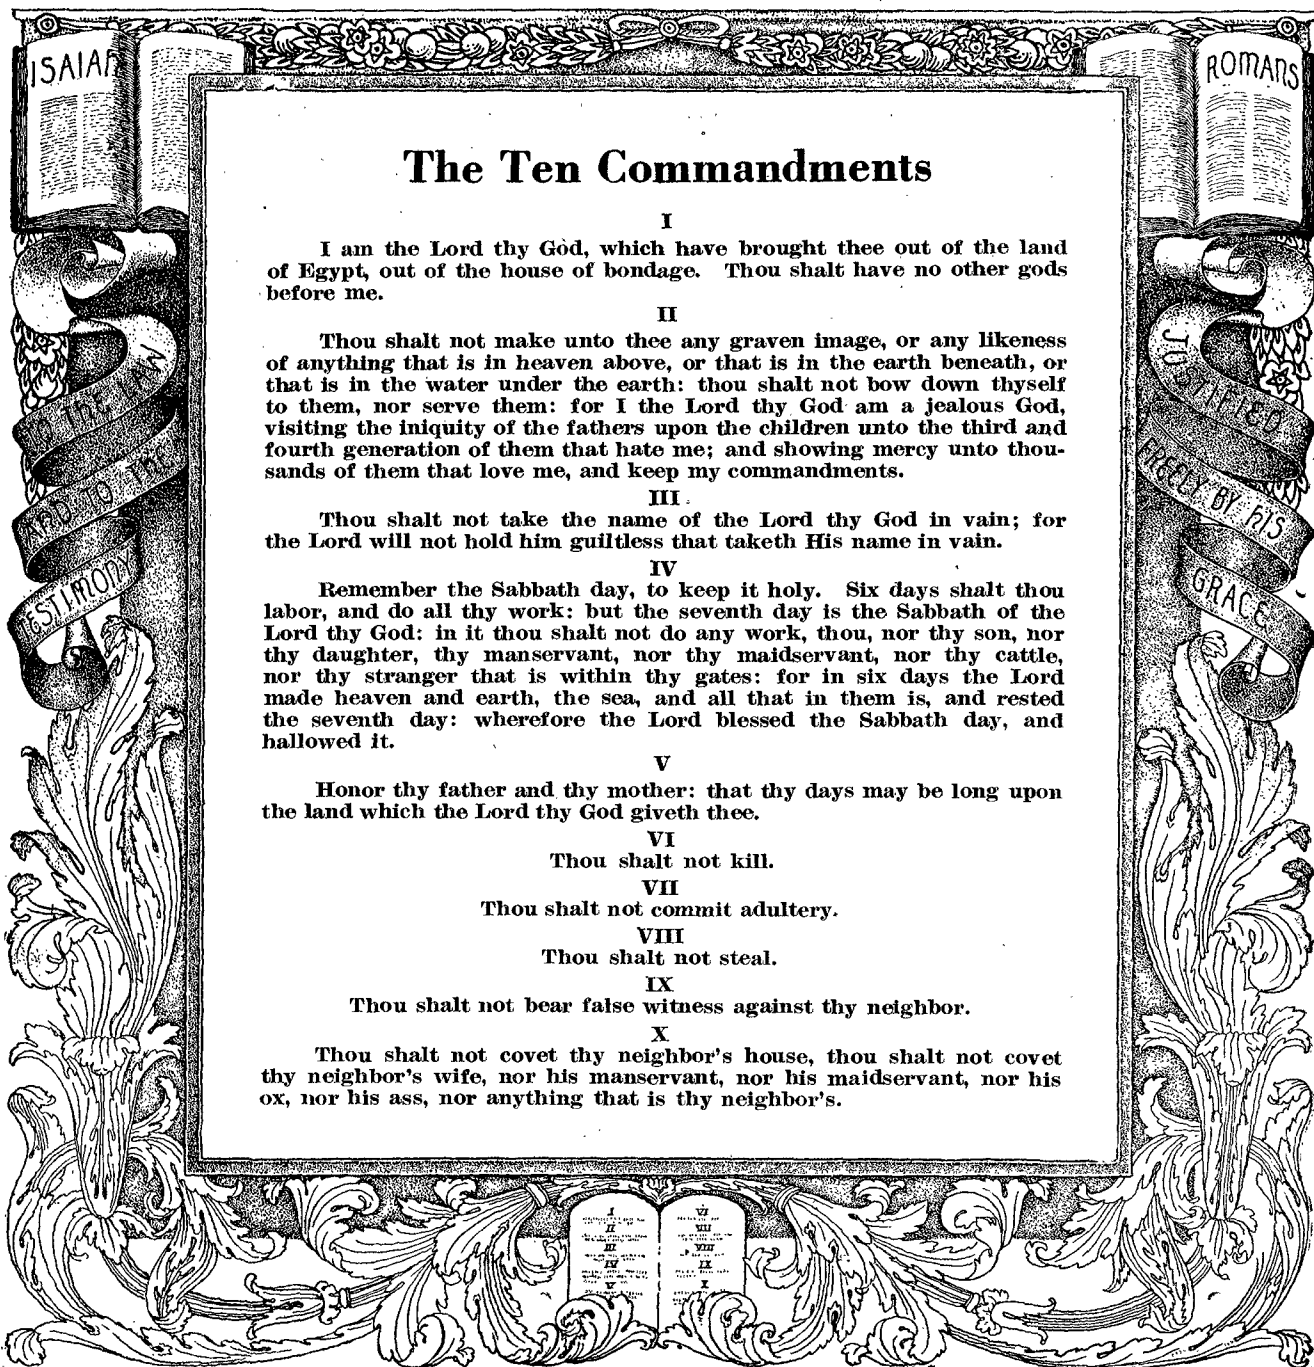 ISAIAH
ROMANS
The Ten Commandments
I
I am the Lord thy God, which have brought thee out of the land
of Egypt, out of the house of bondage. Thou shalt have no other gods
before me.
II
Thou shalt not make unto thee any graven image, or any likeness
of anything that is in heaven above, or that is in the earth beneath, or
that is in the water under the earth: thou shalt not bow down thyself
to them, nor serve them: for I the Lord thy God am a jealous God,
visiting the iniquity of the fathers upon the children unto the third and
fourth generation of them that hate me; and showing mercy unto thou-
sands of them that love me, and keep my commandments.
III
Thou shalt not take the name of the Lord thy God in vain; for
the Lord will not hold him guiltless that taketh His name in vain.
IV
Remember the Sabbath day, to keep it holy. Six days shalt thou
labor, and do all thy work: but the seventh day is the Sabbath of the
Lord thy God: in it thou shalt not do any work, thou, nor thy son, nor
thy daughter, thy manservant, nor thy maidservant, nor thy cattle,
nor thy stranger that is within thy gates: for in six days the Lord
made heaven and earth, the sea, and all that in them is, and rested
the seventh day: wherefore the Lord blessed the Sabbath day, and
hallowed it.
V
Honor thy father and thy mother: that thy days may be long upon
the land which the Lord thy God giveth thee.
VI
Thou shalt not kill.
VII
Thou shalt not commit adultery.
VIII
Thou shalt not steal.
IX
Thou shalt not bear false witness against thy neighbor.
X
Thou shalt not covet thy neighbor's house, thou shalt not covet
thy neighbor's wife, nor his manservant, nor his maidservant, nor his
ox, nor his ass, nor anything that is thy neighbor's.
TO THE LAW
AND TO THE
TESTIMONY
JUSTIFIED
FREELY BY HIS
GRACE
I
II
III
IV
V
VI
VII
VIII
IX
X